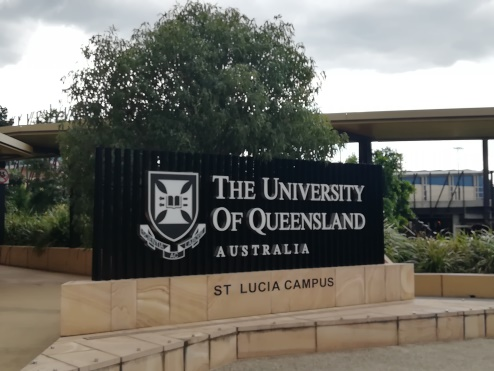 THE UNIVERSITY
OF QUEENSLAND
AUSTRALIA
ST LUCIA CAMPUS